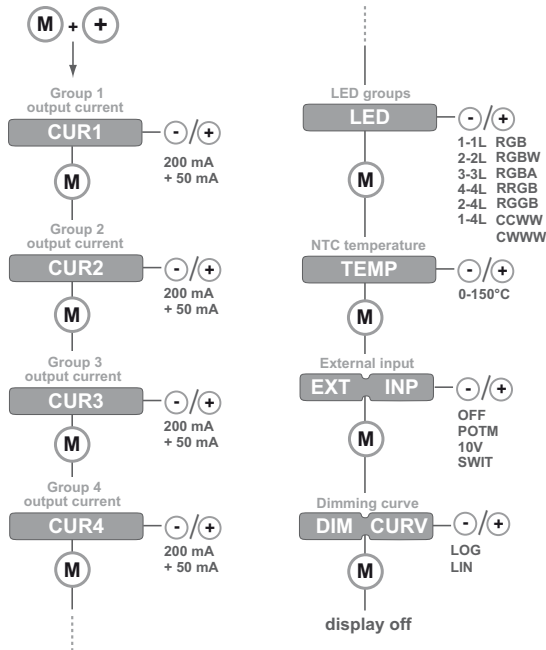 M + +
Group 1
output current
CUR1
- / +
200 mA
+ 50 mA
M
Group 2
output current
CUR2
- / +
200 mA
+ 50 mA
M
Group 3
output current
CUR3
- / +
200 mA
+ 50 mA
M
Group 4
output current
CUR4
- / +
200 mA
+ 50 mA
M
LED groups
LED
- / +
1-1L RGB
2-2L RGBW
3-3L RGBA
4-4L RRGB
2-4L RGGB
1-4L CCWW
CWWW
M
NTC temperature
TEMP
- / +
0-150°C
M
External input
EXT INP
- / +
OFF
POTM
10V
SWIT
M
Dimming curve
DIM CURV
- / +
LOG
LIN
M
display off